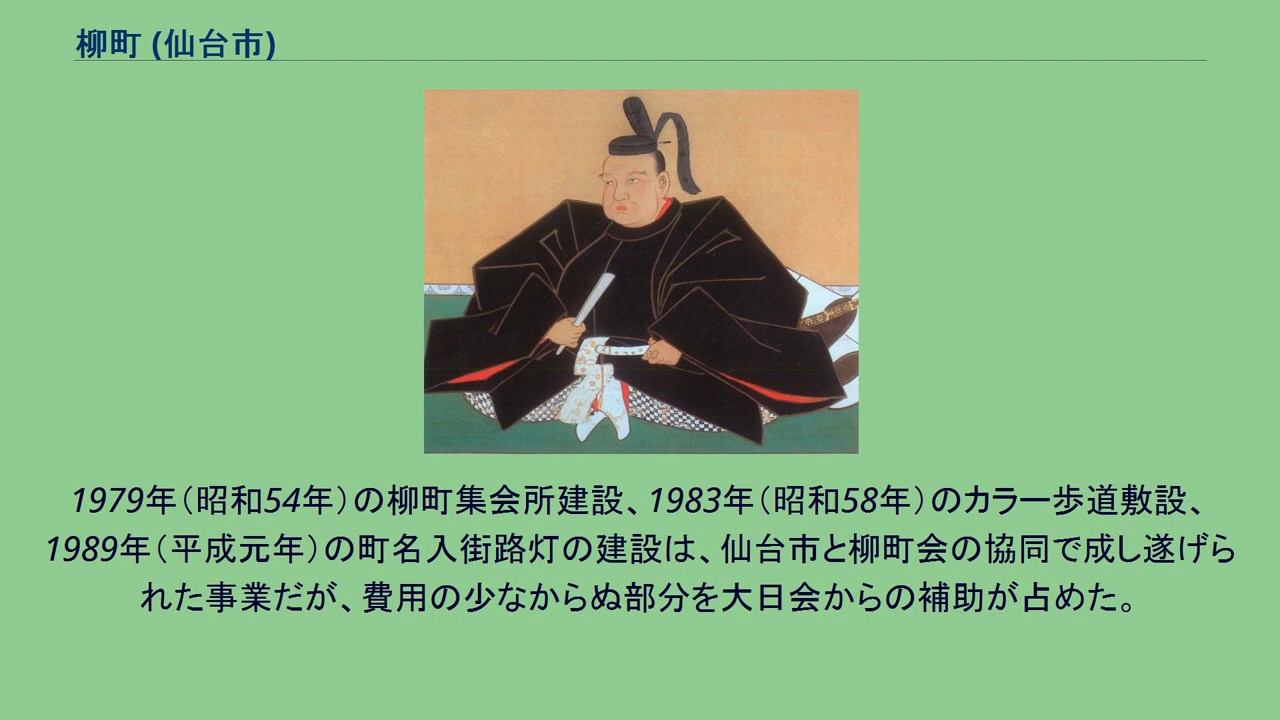 柳町 (仙台市)
1979年（昭和54年）の柳町集会所建設、1983年（昭和58年）のカラー歩道敷設、
1989年（平成元年）の町名入街路灯の建設は、仙台市と柳町会の協同で成し遂げら
れた事業だが、費用の少なからぬ部分を大日会からの補助が占めた。